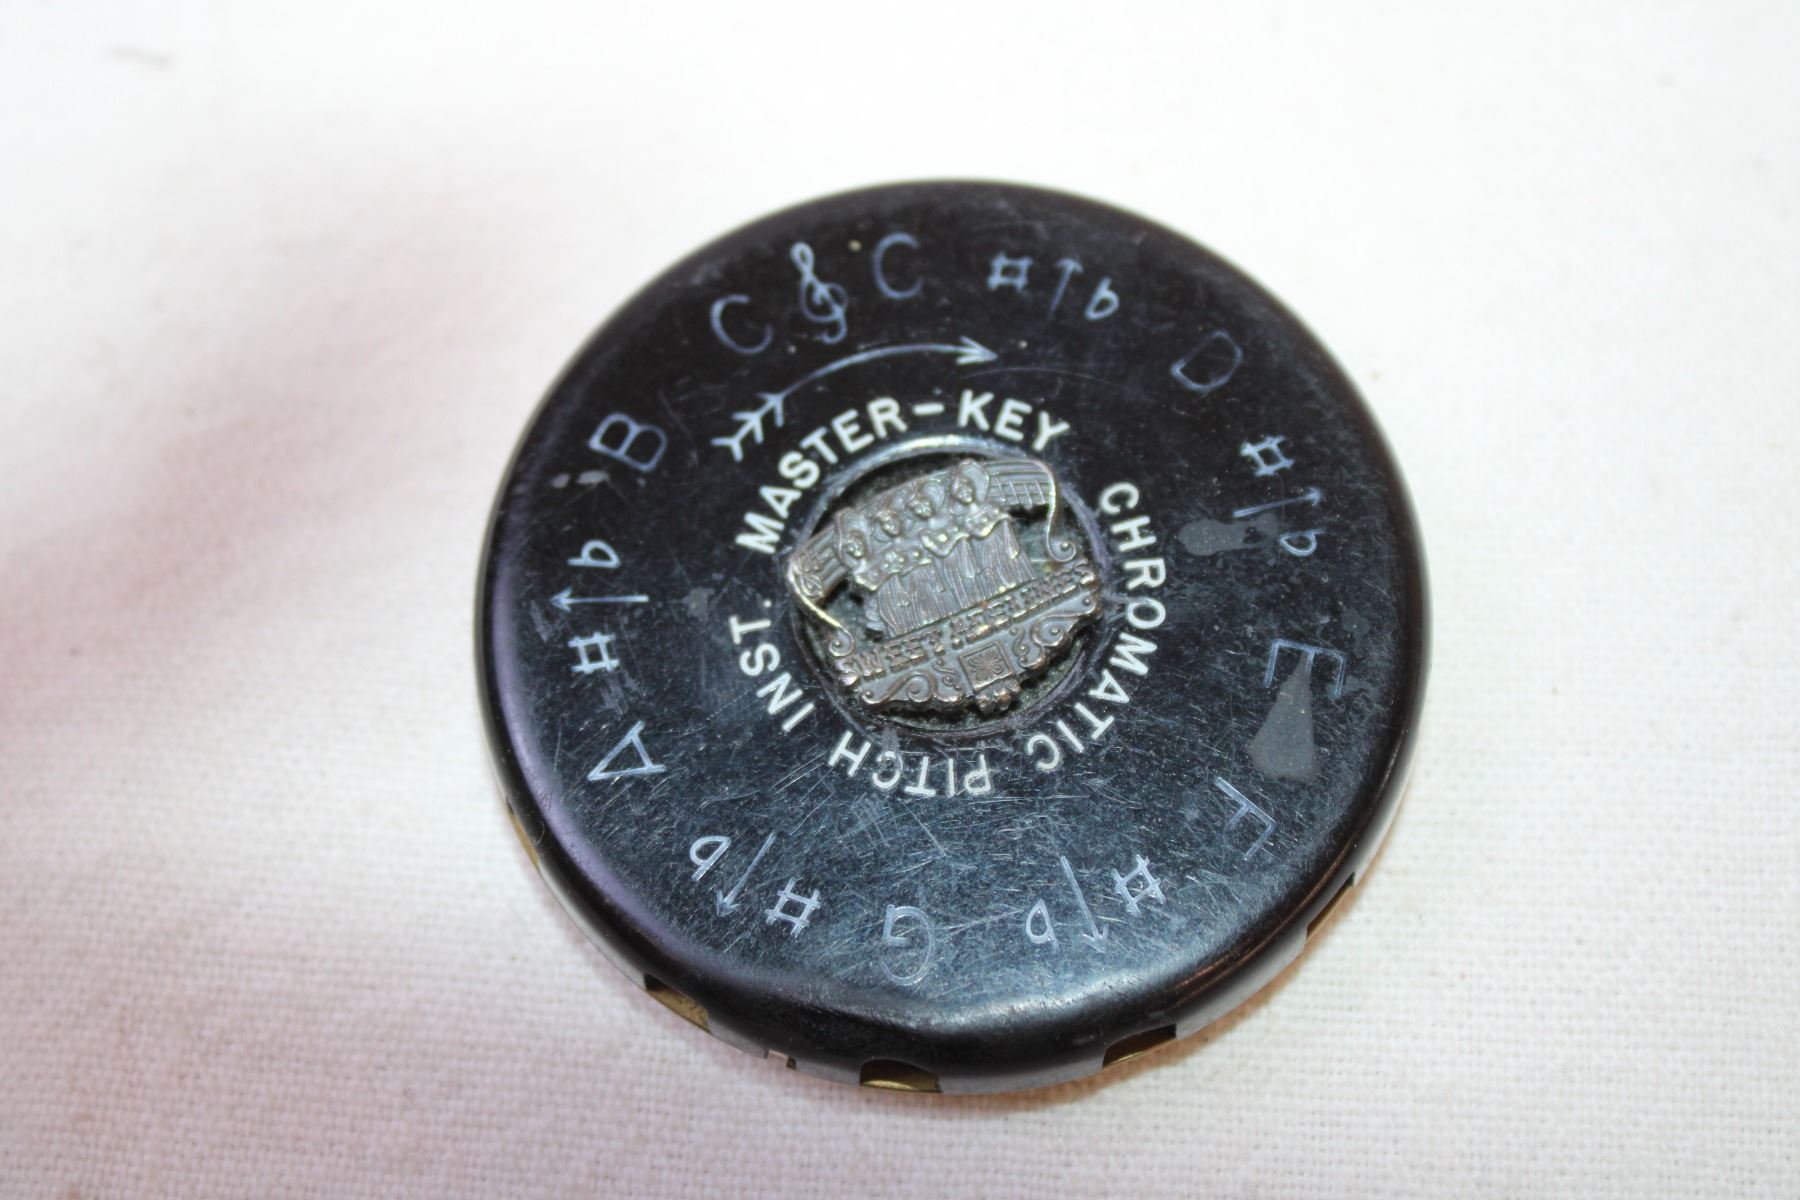 C 𝄞 C ♯↑♭ D ♯↑♭ E F ♯↑♭ G ♯↑♭ A ♯↑♭ B
MASTER-KEY CHROMATIC PITCH INST.
SWEET ADELINES